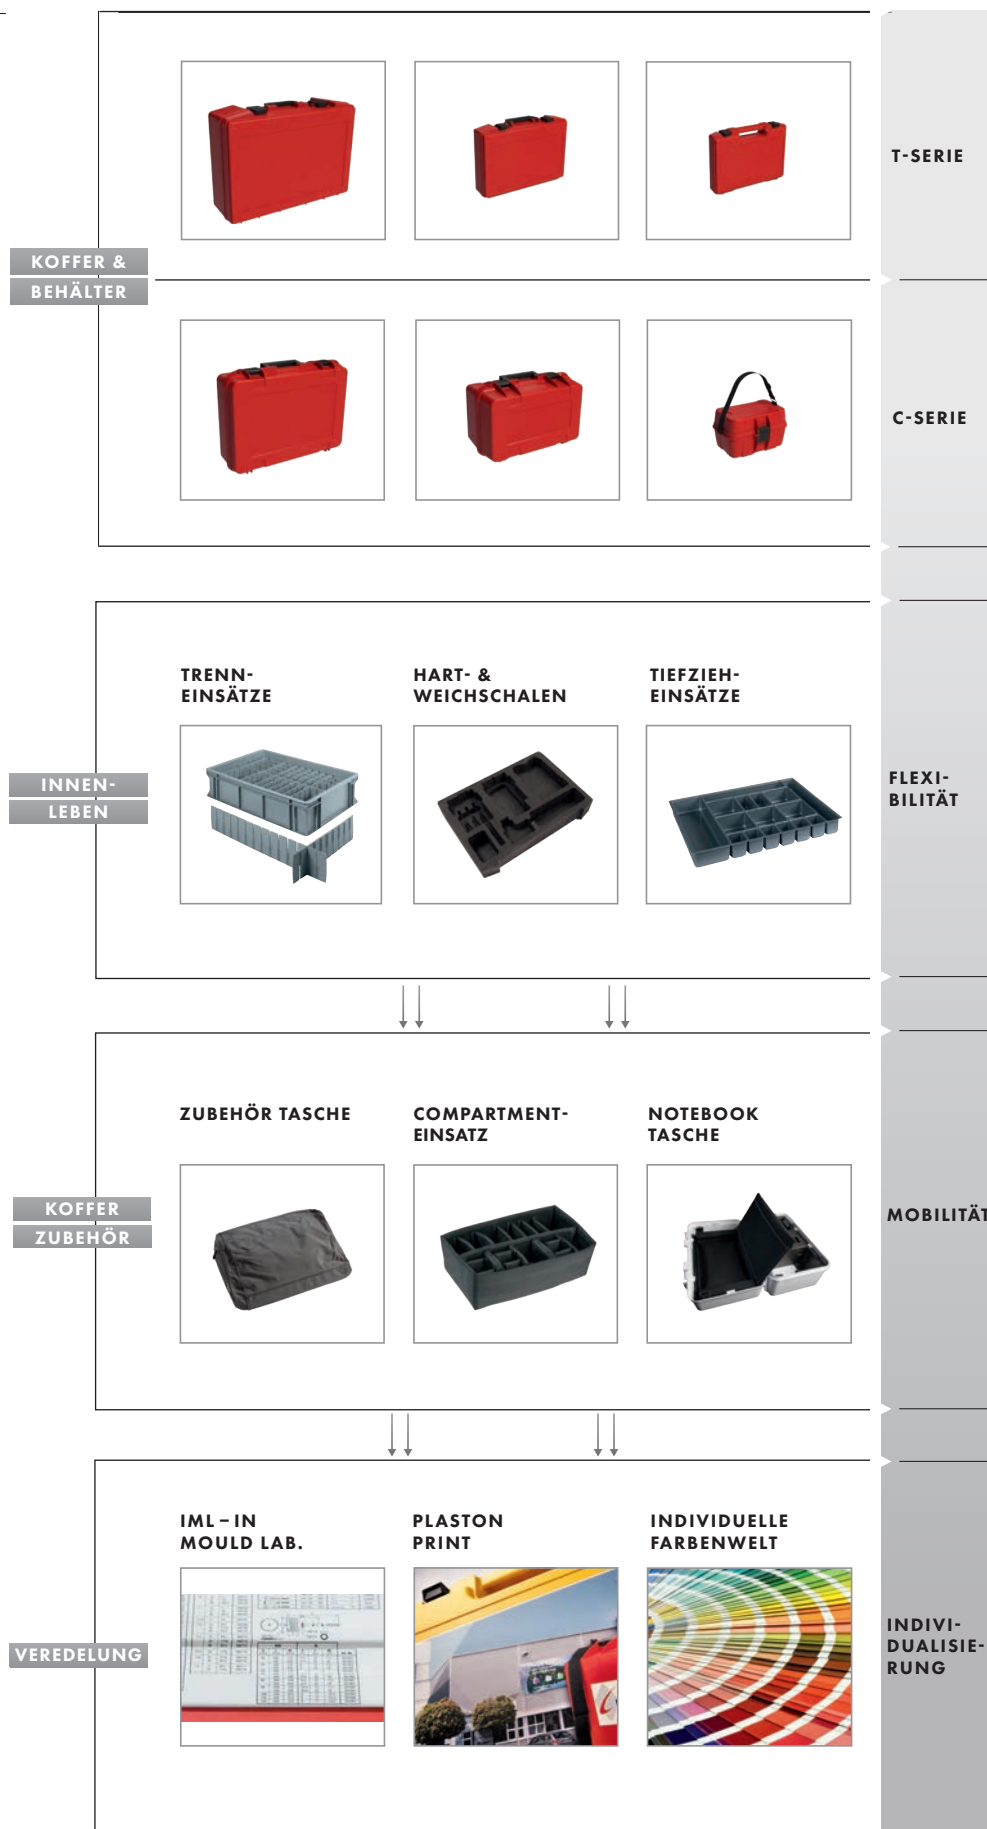 T-SERIE
KOFFER &
BEHÄLTER
C-SERIE
TRENN-
EINSÄTZE
HART- &
WEICHSCHALEN
TIEFZIEH-
EINSÄTZE
INNEN-
LEBEN
FLEXI-
BILITÄT
ZUBEHÖR TASCHE
COMPARTMENT-
EINSATZ
NOTEBOOK
TASCHE
KOFFER
ZUBEHÖR
MOBILITÄT
IML – IN
MOULD LAB.
PLASTON
PRINT
INDIVIDUELLE
FARBENWELT
VEREDELUNG
INDIVI-
DUALISIE-
RUNG